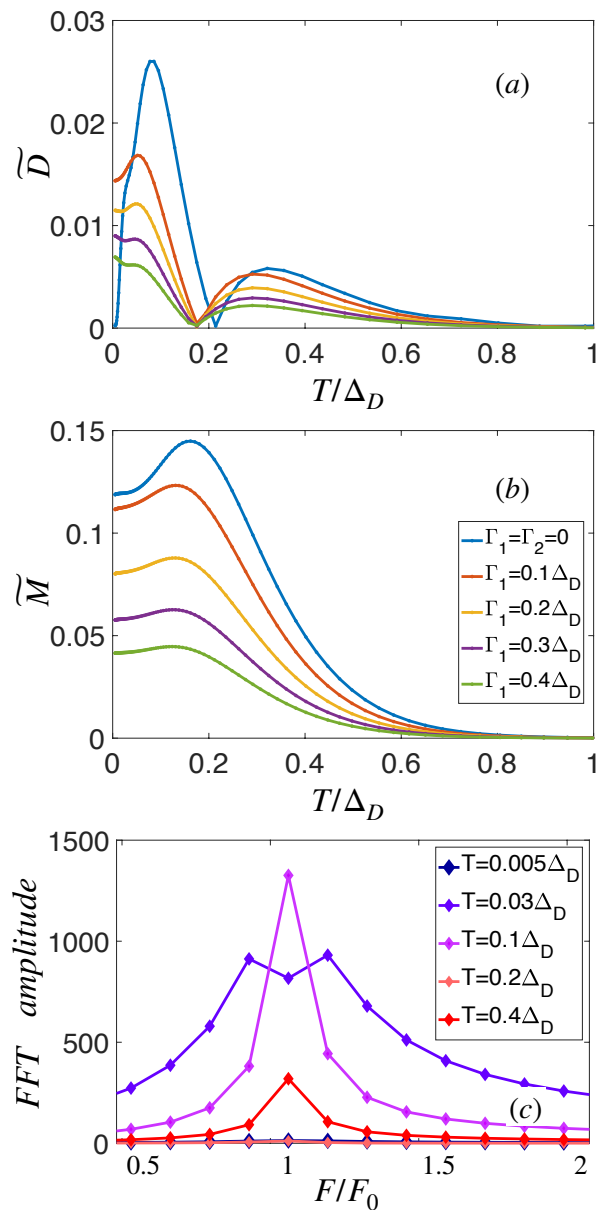 0.03
0.02
0.01
0
D̃
(a)
0 0.2 0.4 0.6 0.8 1
T/Δ_D
0.15
0.1
0.05
0
M̃
(b)
Γ₁=Γ₂=0
Γ₁=0.1Δ_D
Γ₁=0.2Δ_D
Γ₁=0.3Δ_D
Γ₁=0.4Δ_D
0 0.2 0.4 0.6 0.8 1
T/Δ_D
1500
1000
500
0
FFT amplitude
T=0.005Δ_D
T=0.03Δ_D
T=0.1Δ_D
T=0.2Δ_D
T=0.4Δ_D
(c)
0.5 1 1.5 2
F/F₀